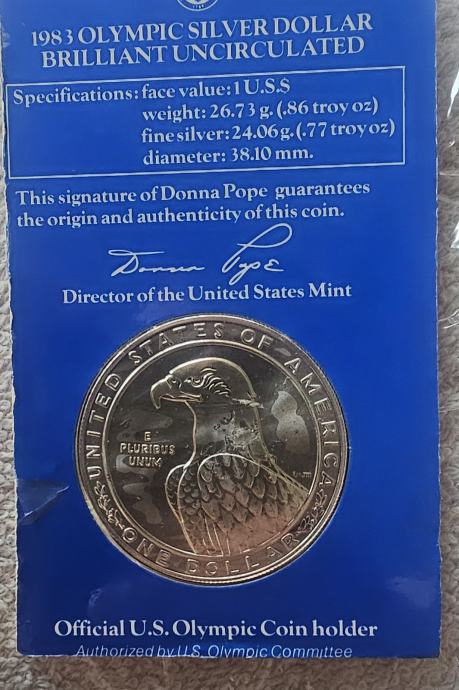 1983 OLYMPIC SILVER DOLLAR
BRILLIANT UNCIRCULATED
Specifications: face value: 1 U.S.$
weight: 26.73 g. (.86 troy oz)
fine silver: 24.06 g. (.77 troy oz)
diameter: 38.10 mm.
This signature of Donna Pope guarantees
the origin and authenticity of this coin.
Donna Pope
Director of the United States Mint
UNITED STATES OF AMERICA
E
PLURIBUS
UNUM
ONE DOLLAR
Official U.S. Olympic Coin holder
Authorized by U.S. Olympic Committee